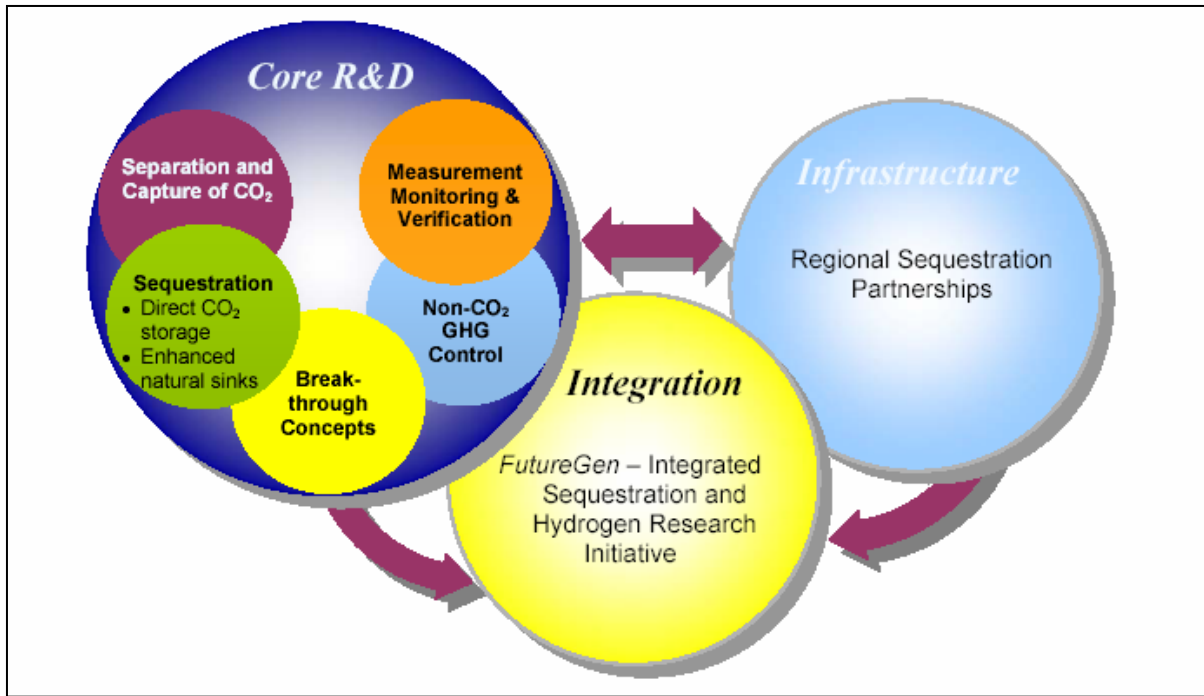 Core R&D
Separation and
Capture of CO₂
Measurement
Monitoring &
Verification
Sequestration
• Direct CO₂
storage
• Enhanced
natural sinks
Break-
through
Concepts
Non-CO₂
GHG
Control
Infrastructure
Regional Sequestration
Partnerships
Integration
FutureGen – Integrated
Sequestration and
Hydrogen Research
Initiative